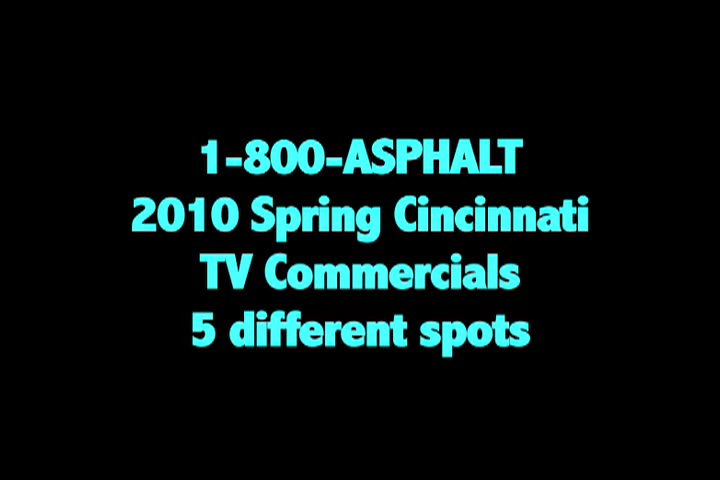 1-800-ASPHALT
2010 Spring Cincinnati
TV Commercials
5 different spots